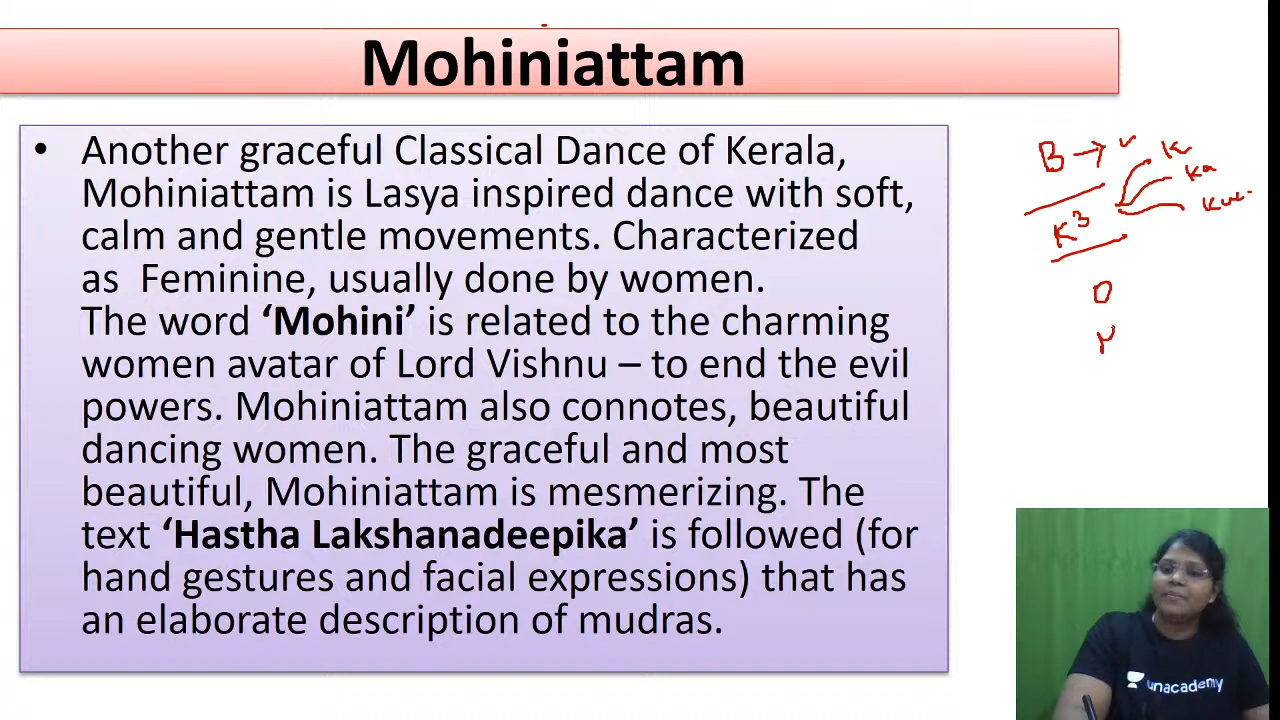 Mohiniattam
• Another graceful Classical Dance of Kerala,
Mohiniattam is Lasya inspired dance with soft,
calm and gentle movements. Characterized
as Feminine, usually done by women.
The word ‘Mohini’ is related to the charming
women avatar of Lord Vishnu – to end the evil
powers. Mohiniattam also connotes, beautiful
dancing women. The graceful and most
beautiful, Mohiniattam is mesmerizing. The
text ‘Hastha Lakshanadeepika’ is followed (for
hand gestures and facial expressions) that has
an elaborate description of mudras.
B →
Ka
K³
O
unacademy